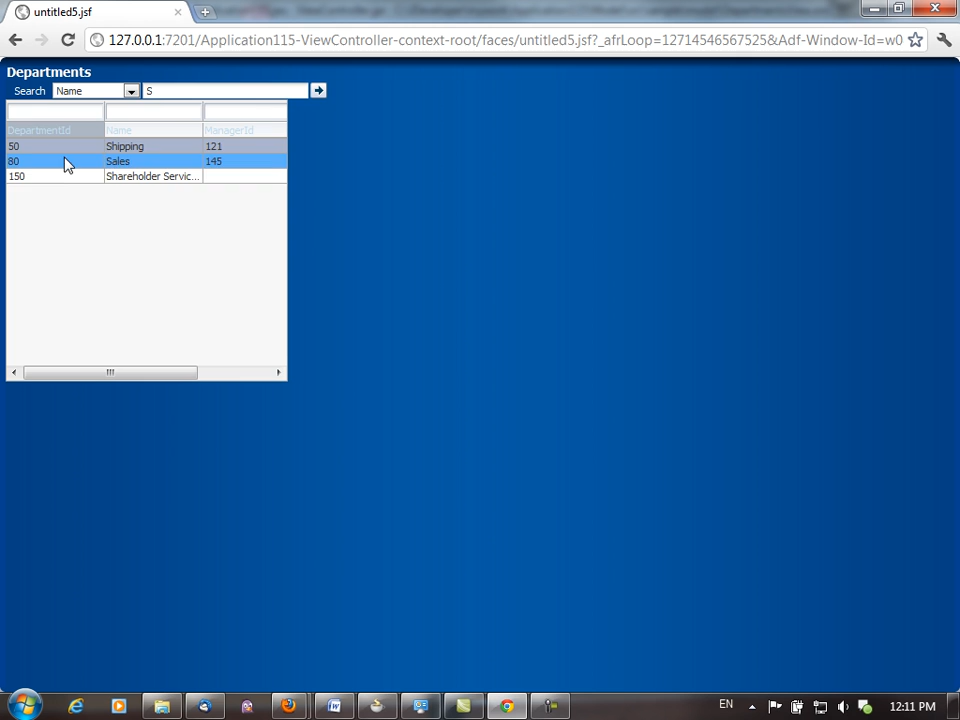 untitled5.jsf
127.0.0.1:7201/Application115-ViewController-context-root/faces/untitled5.jsf?_afrLoop=12714546567525&Adf-Window-Id=w0
Departments
Search Name S
DepartmentId Name ManagerId
50 Shipping 121
80 Sales 145
150 Shareholder Servic...
EN 12:11 PM